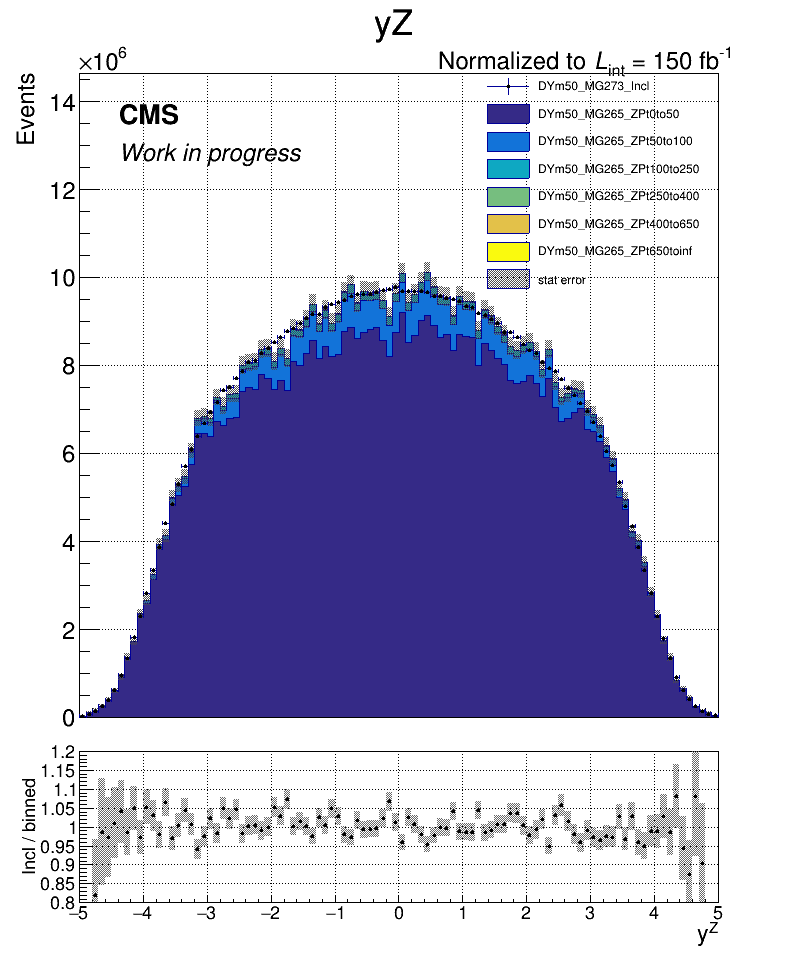 yZ
×10⁶
Normalized to Lint = 150 fb⁻¹
Events
CMS
Work in progress
DYm50_MG273_Incl
DYm50_MG265_ZPt0to50
DYm50_MG265_ZPt50to100
DYm50_MG265_ZPt100to250
DYm50_MG265_ZPt250to400
DYm50_MG265_ZPt400to650
DYm50_MG265_ZPt650toinf
stat error
14
12
10
8
6
4
2
0
Incl / binned
1.2
1.15
1.1
1.05
1
0.95
0.9
0.85
0.8
−5 −4 −3 −2 −1 0 1 2 3 4 5
yᶻ